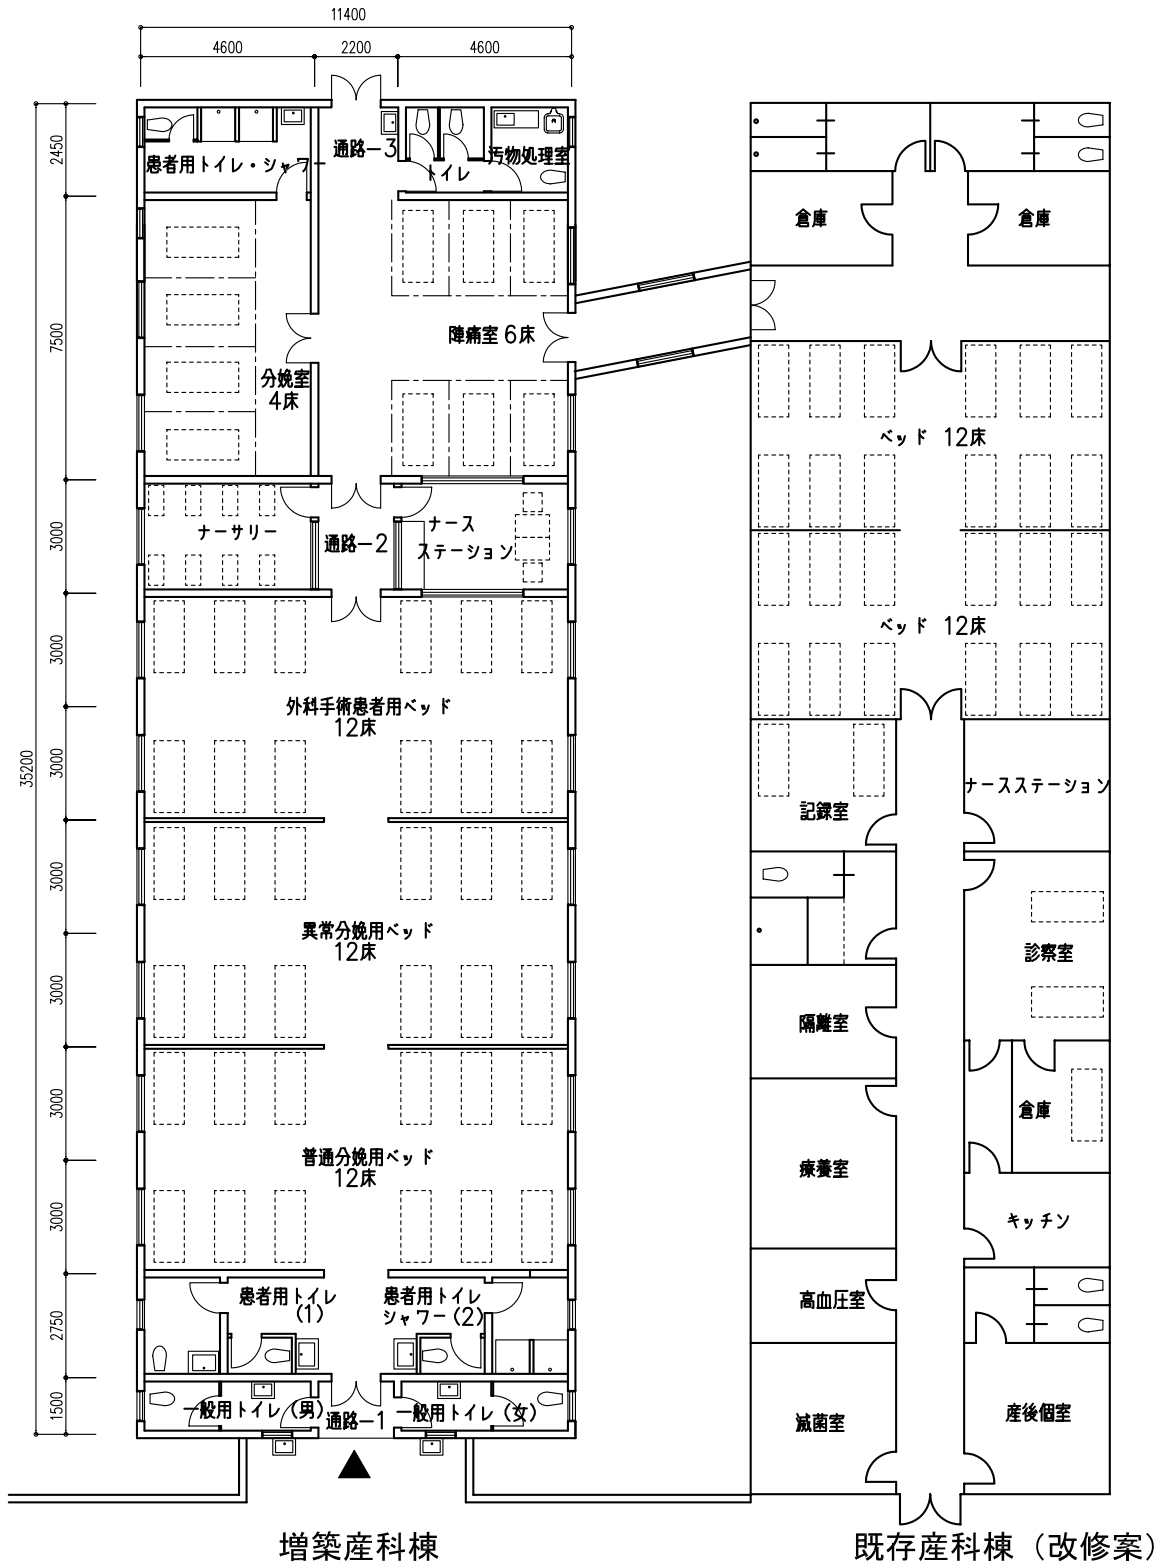 11400
4600
2200
4600
35200
2450
7500
3000
3000
3000
3000
3000
3000
3000
2750
1500
患者用トイレ・シャワー
通路-3
トイレ
汚物処理室
陣痛室 6床
分娩室
4床
ナーサリー
通路-2
ナース
ステーション
外科手術患者用ベッド
12床
異常分娩用ベッド
12床
普通分娩用ベッド
12床
患者用トイレ
(1)
患者用トイレ
シャワー(2)
一般用トイレ(男)
通路-1
一般用トイレ(女)
増築産科棟
倉庫
倉庫
ベッド 12床
ベッド 12床
記録室
ナースステーション
診察室
隔離室
倉庫
療養室
キッチン
高血圧室
滅菌室
産後個室
既存産科棟(改修案)